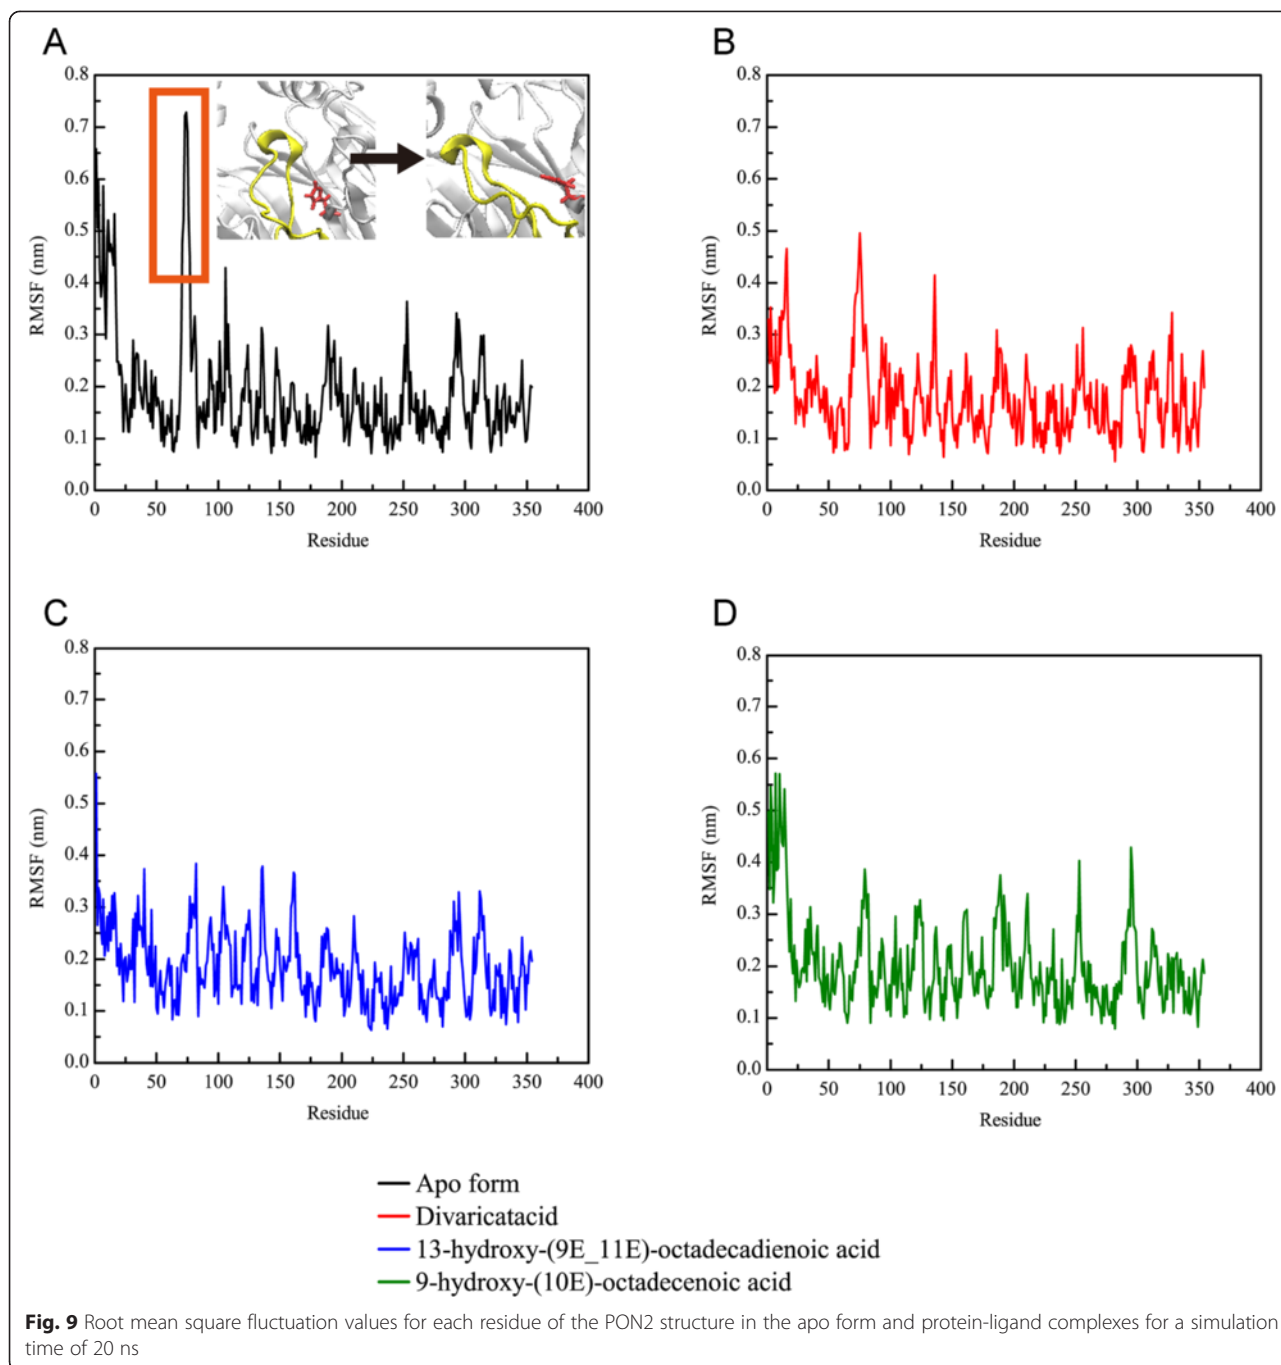 A
0.8
0.7
0.6
0.5
0.4
0.3
0.2
0.1
0.0
RMSF (nm)
0 50 100 150 200 250 300 350 400
Residue
B
0.8
0.7
0.6
0.5
0.4
0.3
0.2
0.1
0.0
RMSF (nm)
0 50 100 150 200 250 300 350 400
Residue
C
0.8
0.7
0.6
0.5
0.4
0.3
0.2
0.1
0.0
RMSF (nm)
0 50 100 150 200 250 300 350 400
Residue
D
0.8
0.7
0.6
0.5
0.4
0.3
0.2
0.1
0.0
RMSF (nm)
0 50 100 150 200 250 300 350 400
Residue
Apo form
Divaricatacid
13-hydroxy-(9E_11E)-octadecadienoic acid
9-hydroxy-(10E)-octadecenoic acid
Fig. 9 Root mean square fluctuation values for each residue of the PON2 structure in the apo form and protein-ligand complexes for a simulation
time of 20 ns